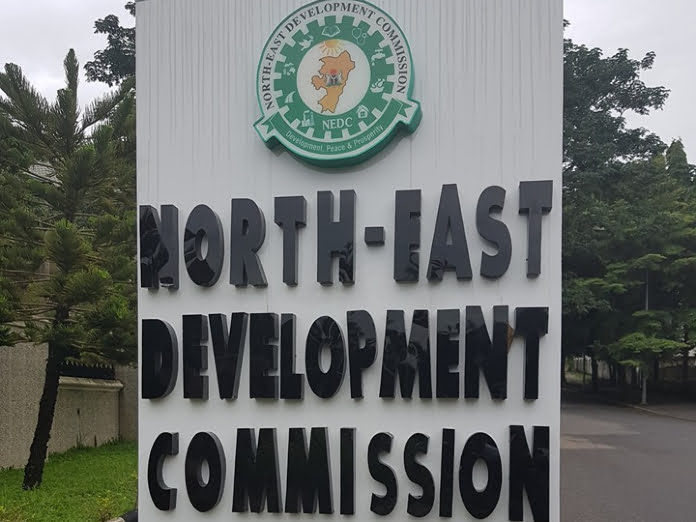 NORTH-EAST DEVELOPMENT COMMISSION
NEDC
Development, Peace & Prosperity
NORTH-EAST
DEVELOPMENT
COMMISSION